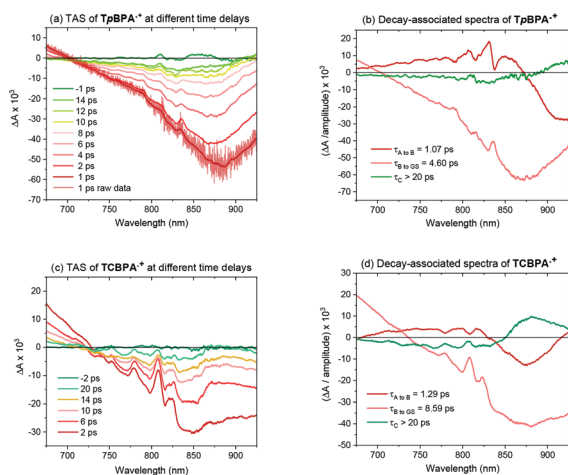 (a) TAS of TpBPA·+ at different time delays
ΔA x 10³
10
0
-10
-20
-30
-40
-50
-60
-70
-1 ps
14 ps
12 ps
10 ps
8 ps
6 ps
4 ps
2 ps
1 ps
1 ps raw data
700 750 800 850 900
Wavelength (nm)
(b) Decay-associated spectra of TpBPA·+
(ΔA /amplitude) x 10³
20
10
0
-10
-20
-30
-40
-50
-60
-70
τA to B = 1.07 ps
τB to GS = 4.60 ps
τC > 20 ps
700 750 800 850 900
Wavelength (nm)
(c) TAS of TCBPA·+ at different time delays
ΔA x 10³
20
10
0
-10
-20
-30
-2 ps
20 ps
14 ps
10 ps
6 ps
2 ps
700 750 800 850 900
Wavelength (nm)
(d) Decay-associated spectra of TCBPA·+
(ΔA / amplitude) x 10³
30
20
10
0
-10
-20
-30
-40
-50
τA to B = 1.29 ps
τB to GS = 8.59 ps
τC > 20 ps
700 750 800 850 900
Wavelength (nm)